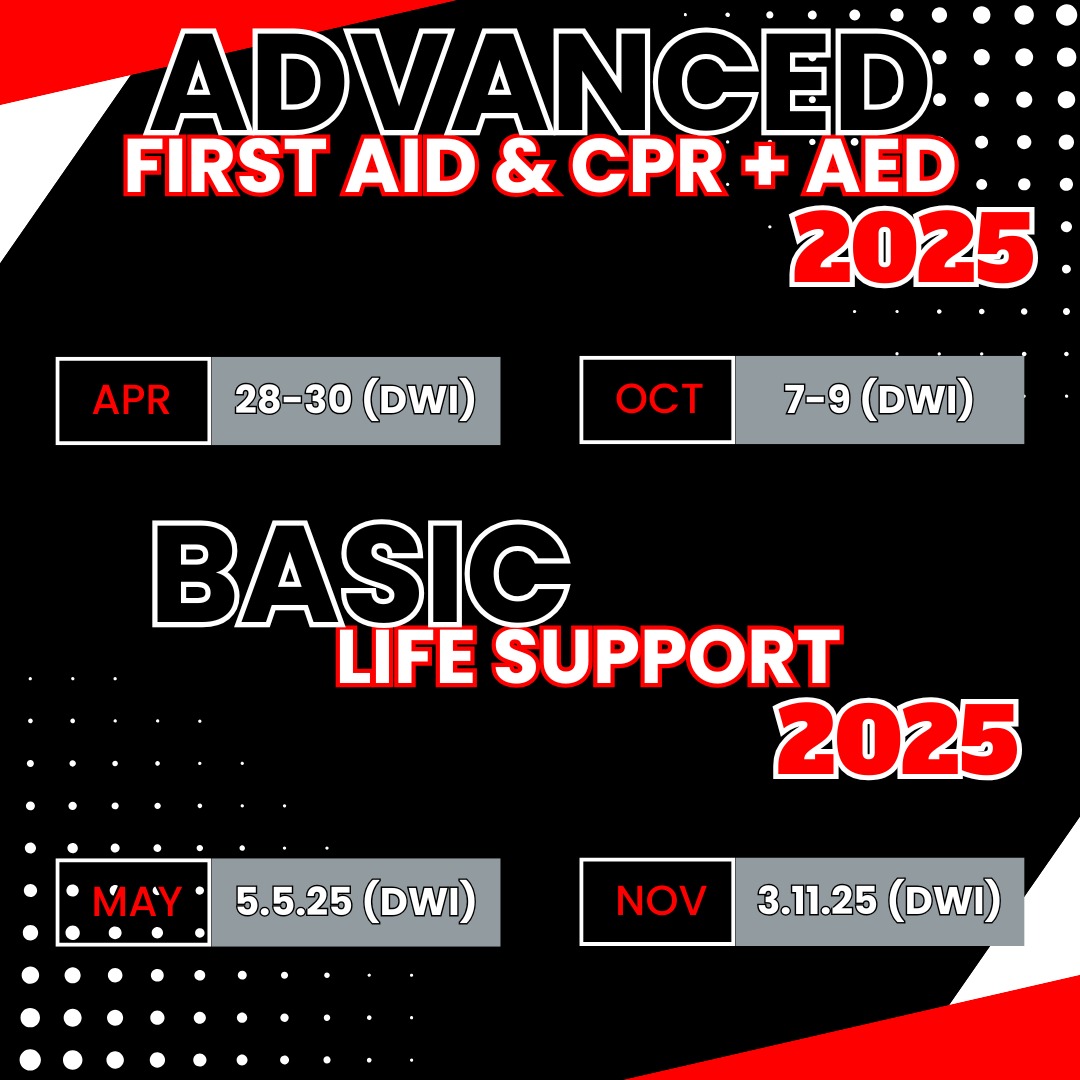 ADVANCED
FIRST AID & CPR + AED
2025
APR 28-30 (DWI) OCT 7-9 (DWI)
BASIC
LIFE SUPPORT
2025
MAY 5.5.25 (DWI) NOV 3.11.25 (DWI)